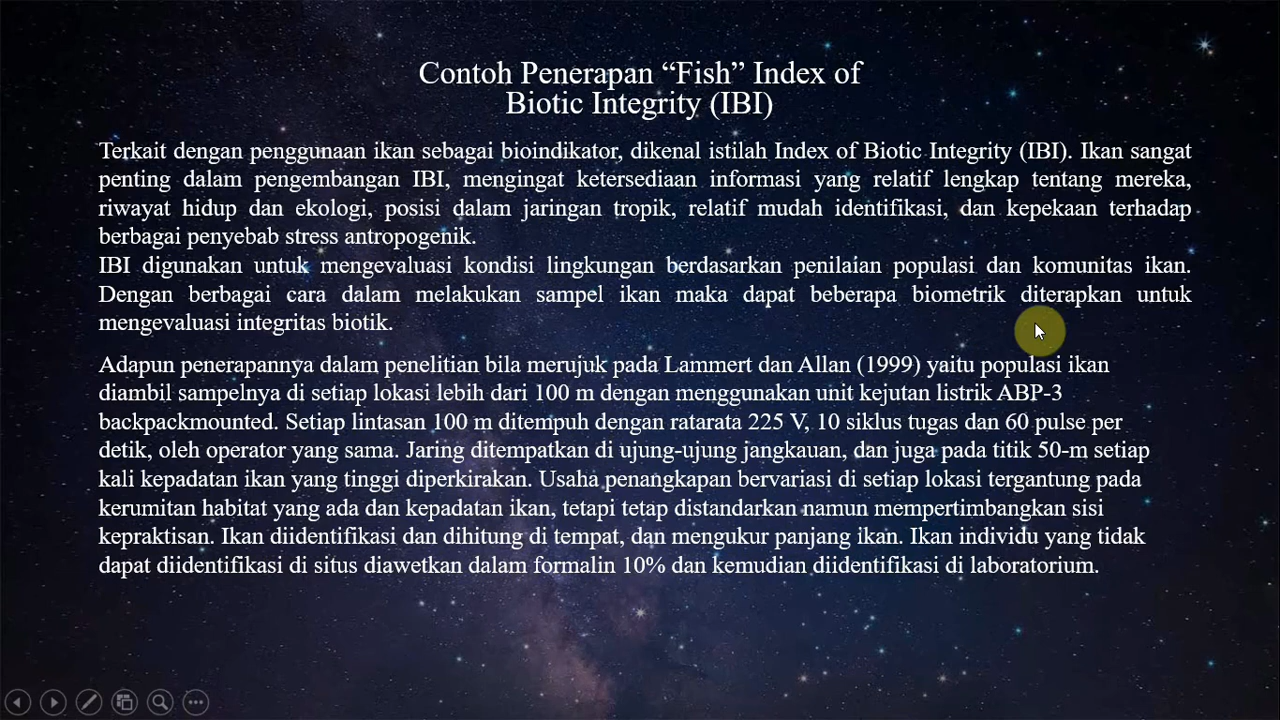 Contoh Penerapan “Fish” Index of
Biotic Integrity (IBI)
Terkait dengan penggunaan ikan sebagai bioindikator, dikenal istilah Index of Biotic Integrity (IBI). Ikan sangat
penting dalam pengembangan IBI, mengingat ketersediaan informasi yang relatif lengkap tentang mereka,
riwayat hidup dan ekologi, posisi dalam jaringan tropik, relatif mudah identifikasi, dan kepekaan terhadap
berbagai penyebab stress antropogenik.
IBI digunakan untuk mengevaluasi kondisi lingkungan berdasarkan penilaian populasi dan komunitas ikan.
Dengan berbagai cara dalam melakukan sampel ikan maka dapat beberapa biometrik diterapkan untuk
mengevaluasi integritas biotik.
Adapun penerapannya dalam penelitian bila merujuk pada Lammert dan Allan (1999) yaitu populasi ikan
diambil sampelnya di setiap lokasi lebih dari 100 m dengan menggunakan unit kejutan listrik ABP-3
backpackmounted. Setiap lintasan 100 m ditempuh dengan ratarata 225 V, 10 siklus tugas dan 60 pulse per
detik, oleh operator yang sama. Jaring ditempatkan di ujung-ujung jangkauan, dan juga pada titik 50-m setiap
kali kepadatan ikan yang tinggi diperkirakan. Usaha penangkapan bervariasi di setiap lokasi tergantung pada
kerumitan habitat yang ada dan kepadatan ikan, tetapi tetap distandarkan namun mempertimbangkan sisi
kepraktisan. Ikan diidentifikasi dan dihitung di tempat, dan mengukur panjang ikan. Ikan individu yang tidak
dapat diidentifikasi di situs diawetkan dalam formalin 10% dan kemudian diidentifikasi di laboratorium.